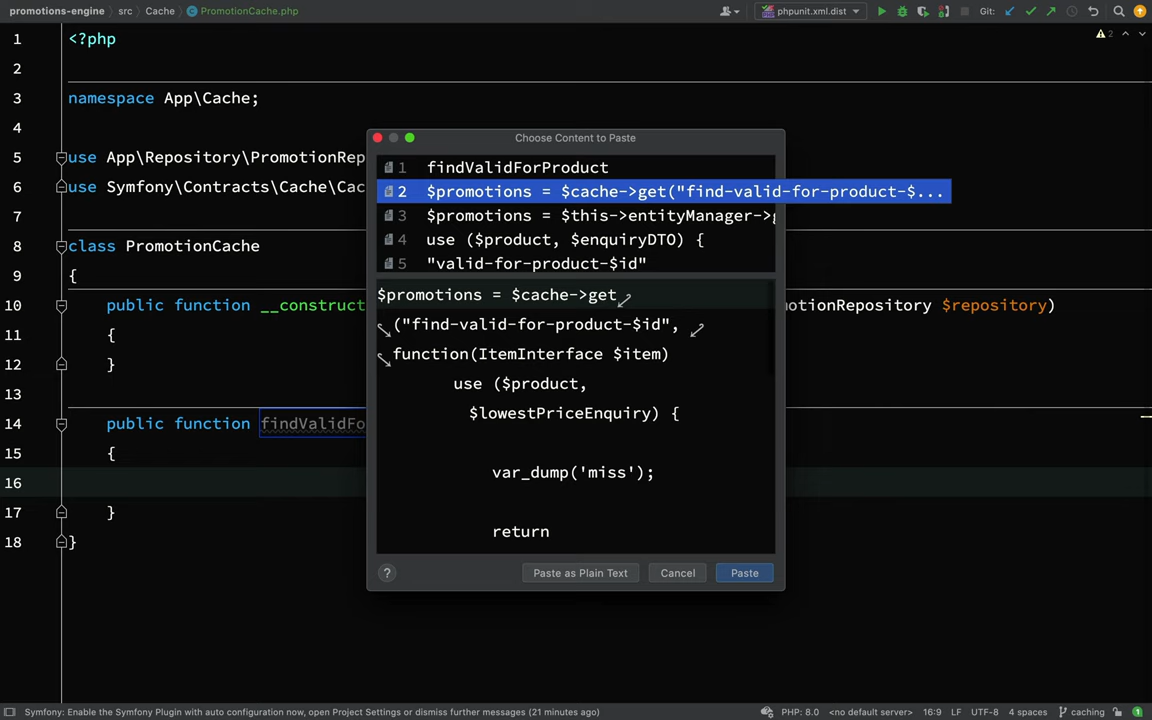 promotions-engine src Cache PromotionCache.php phpunit.xml.dist Git:
1 <?php
2
3 namespace App\Cache;
4
5 use App\Repository\PromotionRep
6 use Symfony\Contracts\Cache\Cac
7
8 class PromotionCache
9 {
10 public function __construct otionRepository $repository)
11 {
12 }
13
14 public function findValidFo
15 {
16
17 }
18 }
2
Choose Content to Paste
1 findValidForProduct
2 $promotions = $cache->get("find-valid-for-product-$...
3 $promotions = $this->entityManager->g
4 use ($product, $enquiryDTO) {
5 "valid-for-product-$id"
$promotions = $cache->get
("find-valid-for-product-$id",
function(ItemInterface $item)
use ($product,
$lowestPriceEnquiry) {
var_dump('miss');
return
? Paste as Plain Text Cancel Paste
Symfony: Enable the Symfony Plugin with auto configuration now, open Project Settings or dismiss further messages (21 minutes ago) PHP: 8.0 <no default server> 16:9 LF UTF-8 4 spaces caching 1